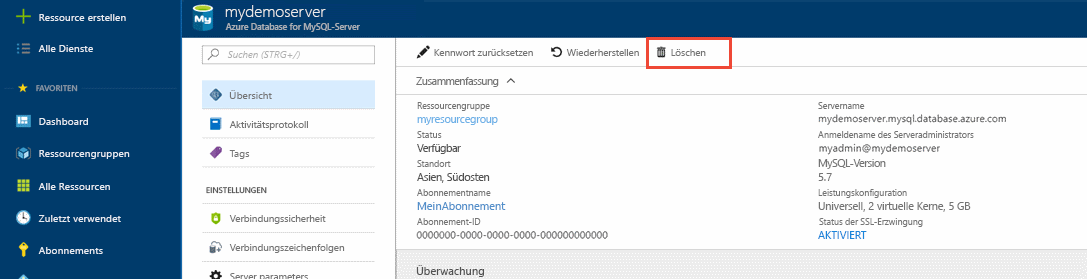 Ressource erstellen
Alle Dienste
FAVORITEN
Dashboard
Ressourcengruppen
Alle Ressourcen
Zuletzt verwendet
Abonnements
My
mydemoserver
Azure Database for MySQL-Server
Suchen (STRG+/)
Übersicht
Aktivitätsprotokoll
Tags
EINSTELLUNGEN
Verbindungssicherheit
Verbindungszeichenfolgen
Server parameters
Kennwort zurücksetzen
Wiederherstellen
Löschen
Zusammenfassung
Ressourcengruppe
myresourcegroup
Status
Verfügbar
Standort
Asien, Südosten
Abonnementname
MeinAbonnement
Abonnement-ID
0000000-0000-0000-0000-000000000000
Servername
mydemoserver.mysql.database.azure.com
Anmeldename des Serveradministrators
myadmin@mydemoserver
MySQL-Version
5.7
Leistungskonfiguration
Universell, 2 virtuelle Kerne, 5 GB
Status der SSL-Erzwingung
AKTIVIERT
Überwachung